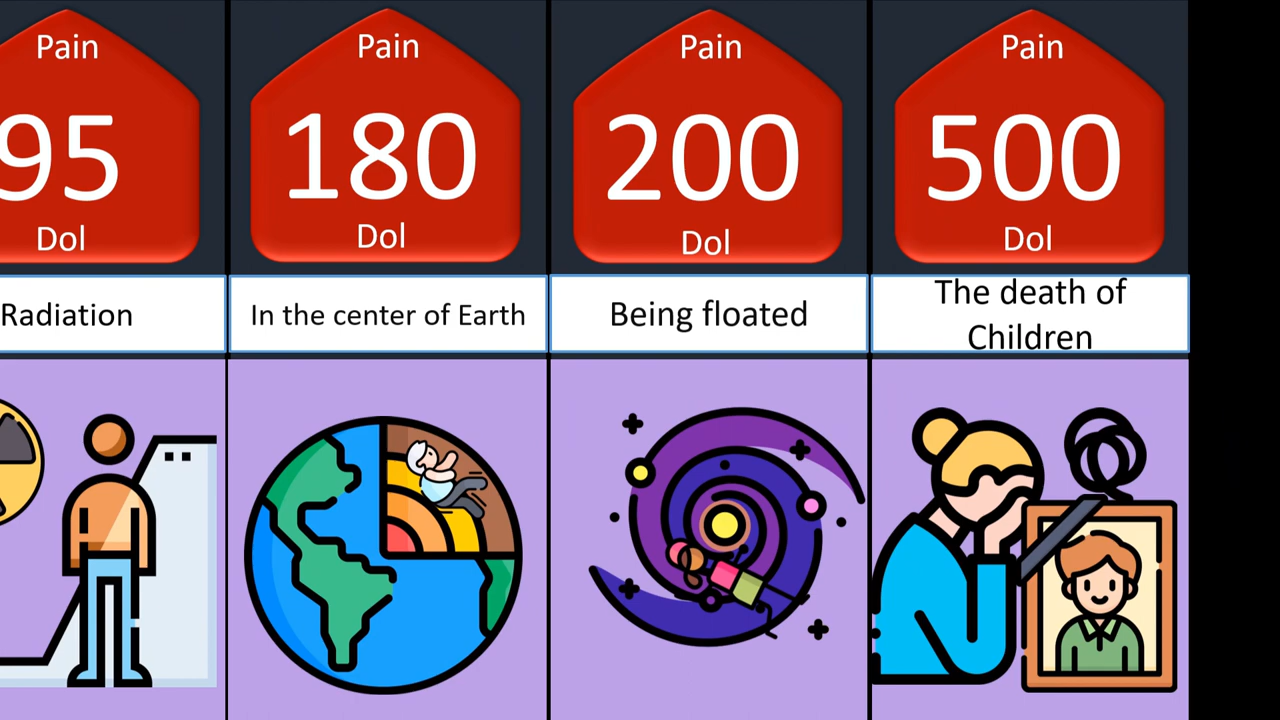 Pain
95
Dol
Radiation
Pain
180
Dol
In the center of Earth
Pain
200
Dol
Being floated
Pain
500
Dol
The death of
Children